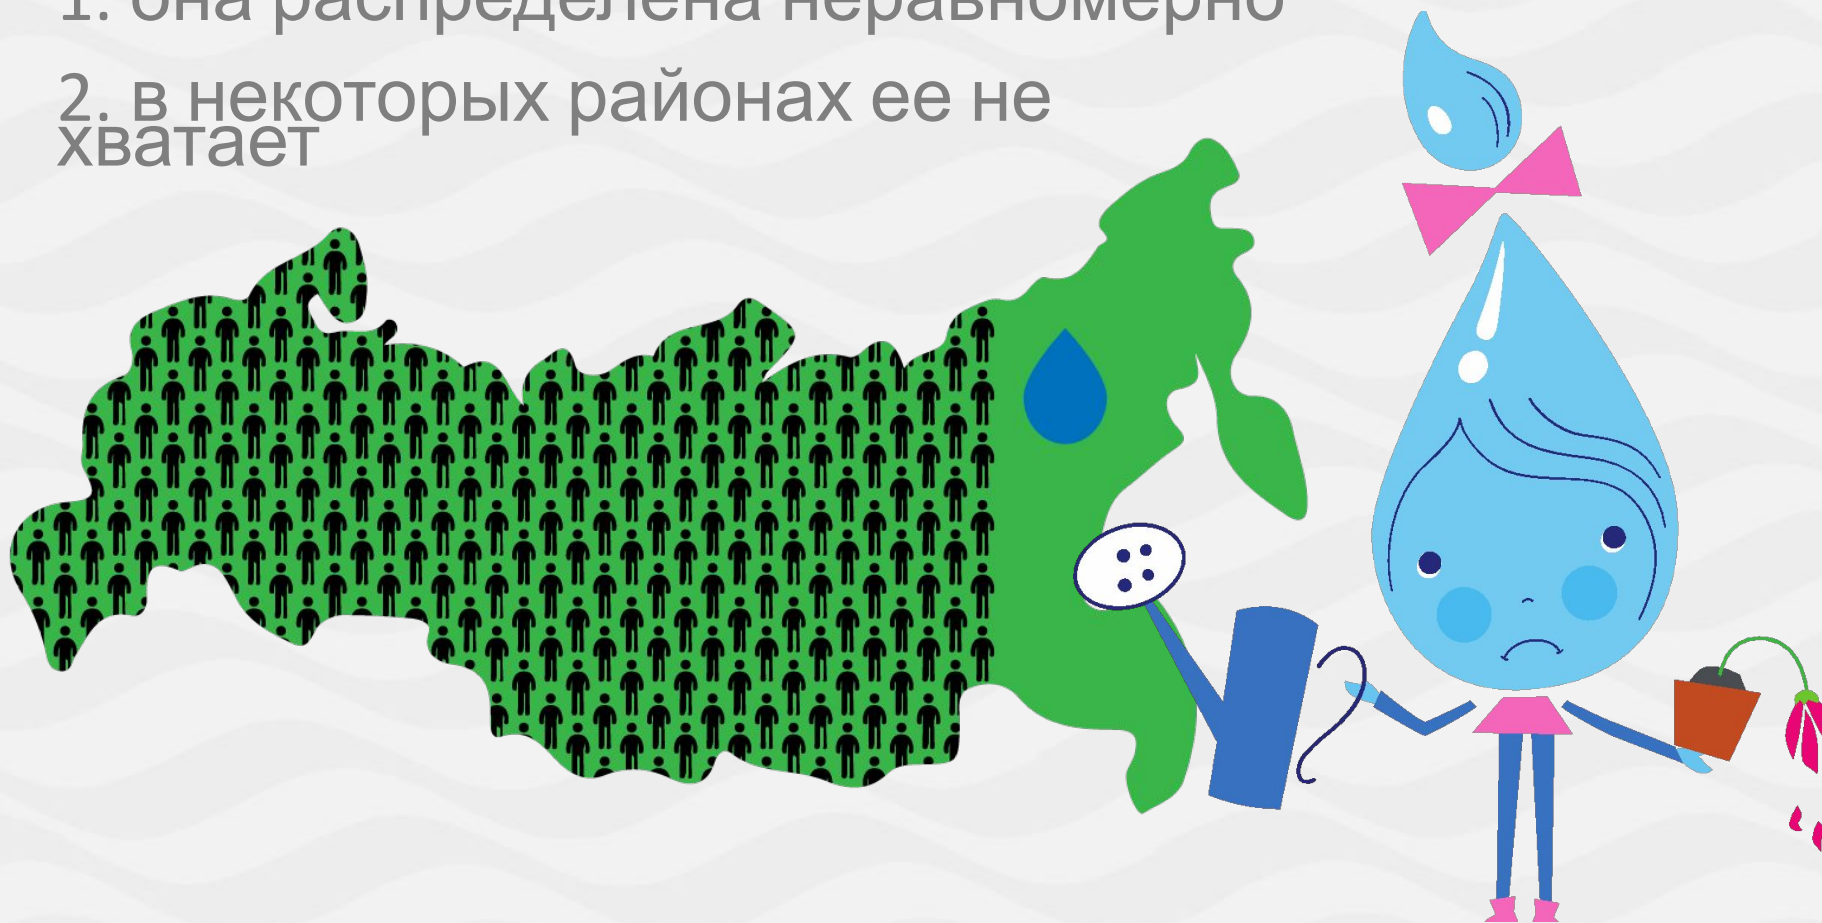 1. она распределена неравномерно
2. в некоторых районах ее не
хватает